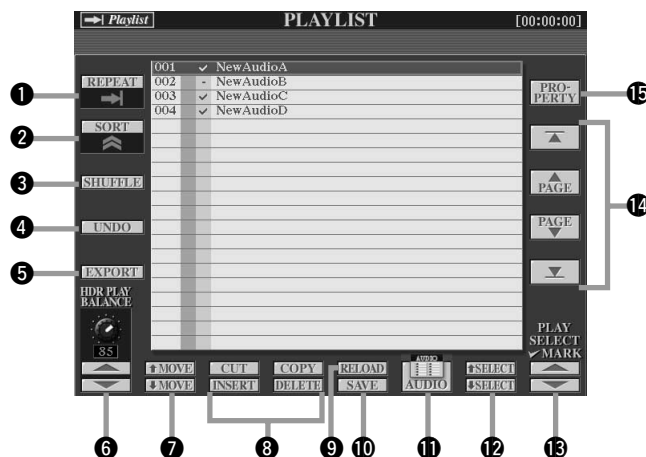 Playlist PLAYLIST [00:00:00]
001 ✓ NewAudioA
002 - NewAudioB
003 ✓ NewAudioC
004 ✓ NewAudioD
1 REPEAT
2 SORT
3 SHUFFLE
4 UNDO
5 EXPORT
HDR PLAY
BALANCE
35
PRO-
PERTY 15
PAGE
PAGE
14
PLAY
SELECT
✓MARK
MOVE CUT COPY RELOAD AUDIO SELECT
MOVE INSERT DELETE SAVE AUDIO SELECT
6 7 8 9 10 11 12 13